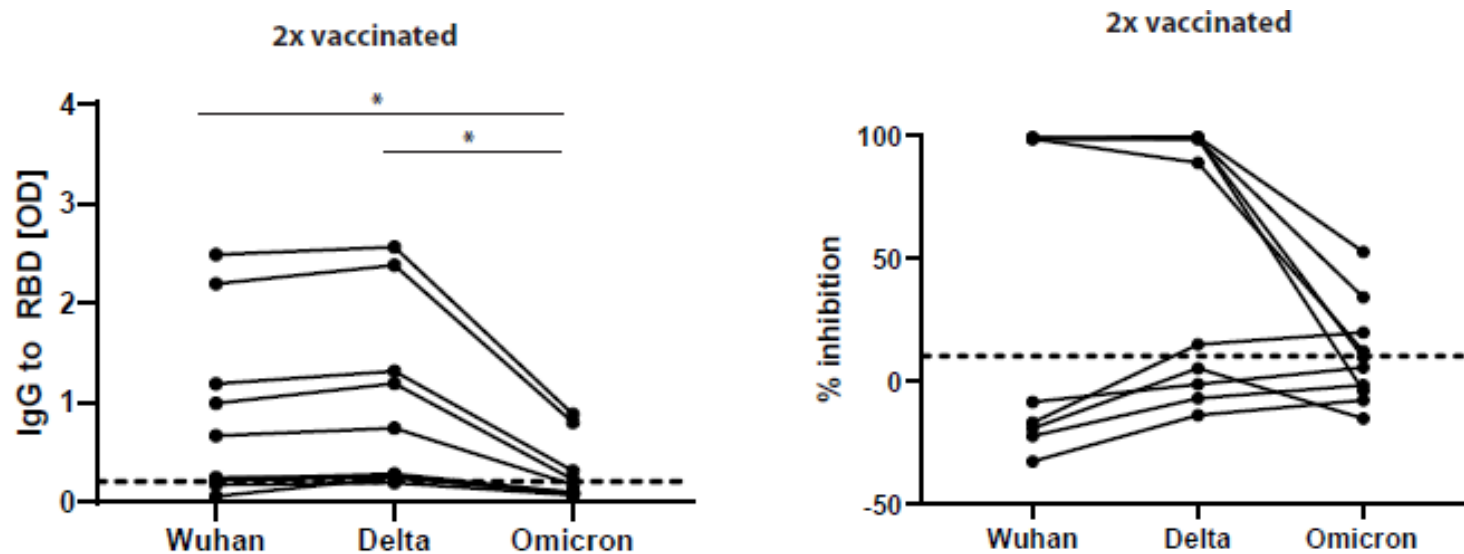 2x vaccinated
IgG to RBD [OD]
4
3
2
1
0
*
*
Wuhan Delta Omicron
2x vaccinated
% inhibition
100
50
0
-50
Wuhan Delta Omicron